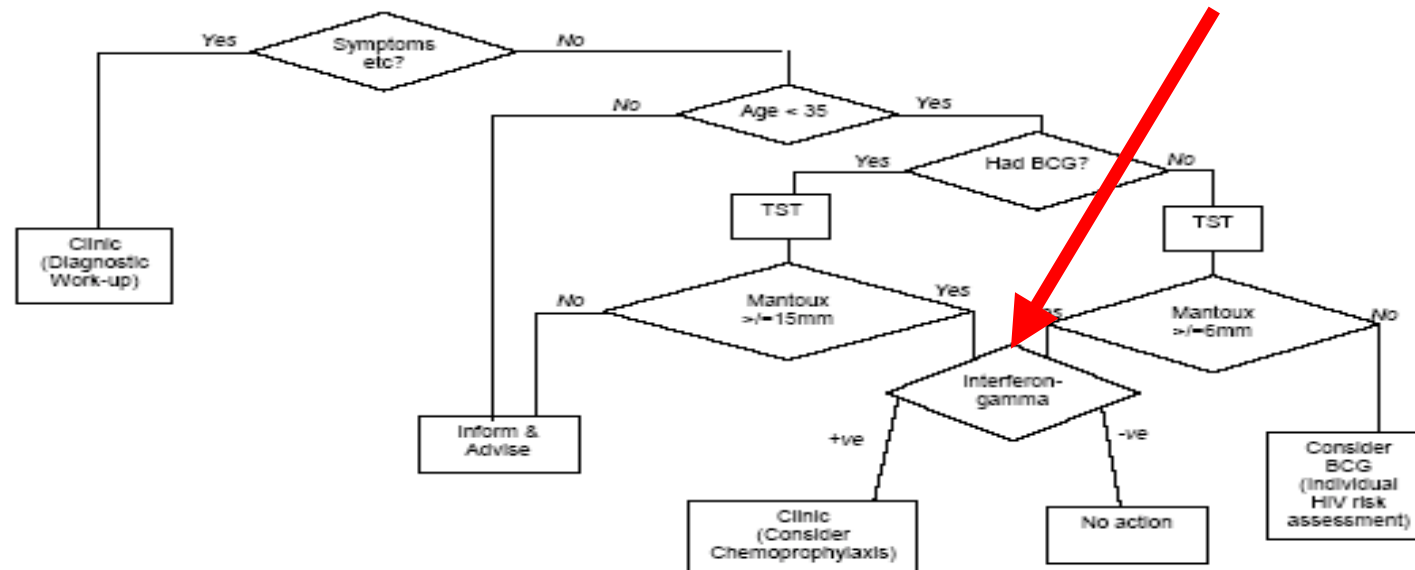 Yes
Symptoms
etc?
No
No
Age < 35
Yes
Yes
Had BCG?
No
TST
TST
Clinic
(Diagnostic
Work-up)
No
Mantoux
>/=15mm
Yes
Mantoux
>/=6mm
No
Interferon-
gamma
Inform &
Advise
+ve
-ve
Consider
BCG
(Individual
HIV risk
assessment)
Clinic
(Consider
Chemoprophylaxis)
No action